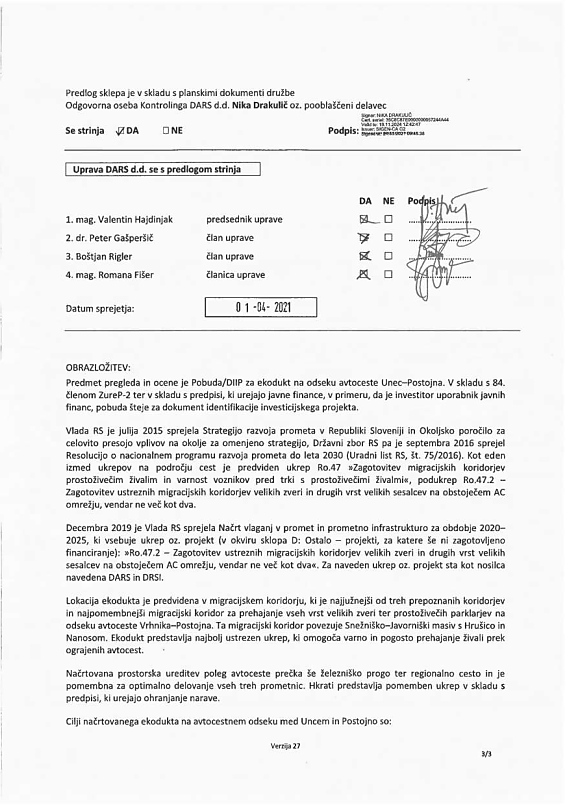 Predlog sklepa je v skladu s planskimi dokumenti družbe
Odgovorna oseba Kontrolinga DARS d.d. Nika Drakulič oz. pooblaščeni delavec
Signer: NIKA DRAKULIČ
Issuer: SIGEN-CA G2
Se strinja ☑ DA ☐ NE Podpis:
Uprava DARS d.d. se s predlogom strinja
DA NE Podpis
1. mag. Valentin Hajdinjak predsednik uprave ☒ ☐
2. dr. Peter Gašperšič član uprave ☒ ☐
3. Boštjan Rigler član uprave ☒ ☐
4. mag. Romana Fišer članica uprave ☒ ☐
Datum sprejetja: 01-04-2021
OBRAZLOŽITEV:
Predmet pregleda in ocene je Pobuda/DIIP za ekodukt na odseku avtoceste Unec–Postojna. V skladu s 84.
členom ZureP-2 ter v skladu s predpisi, ki urejajo javne finance, v primeru, da je investitor uporabnik javnih
financ, pobuda šteje za dokument identifikacije investicijskega projekta.
Vlada RS je julija 2015 sprejela Strategijo razvoja prometa v Republiki Sloveniji in Okoljsko poročilo za
celovito presojo vplivov na okolje za omenjeno strategijo, Državni zbor RS pa je septembra 2016 sprejel
Resolucijo o nacionalnem programu razvoja prometa do leta 2030 (Uradni list RS, št. 75/2016). Kot eden
izmed ukrepov na področju cest je predviden ukrep Ro.47 »Zagotovitev migracijskih koridorjev
prostoživečim živalim in varnost voznikov pred trki s prostoživečimi živalmi«, podukrep Ro.47.2 –
Zagotovitev ustreznih migracijskih koridorjev velikih zveri in drugih vrst velikih sesalcev na obstoječem AC
omrežju, vendar ne več kot dva.
Decembra 2019 je Vlada RS sprejela Načrt vlaganj v promet in prometno infrastrukturo za obdobje 2020–
2025, ki vsebuje ukrep oz. projekt (v okviru sklopa D: Ostalo – projekti, za katere še ni zagotovljeno
financiranje): »Ro.47.2 – Zagotovitev ustreznih migracijskih koridorjev velikih zveri in drugih vrst velikih
sesalcev na obstoječem AC omrežju, vendar ne več kot dva«. Za naveden ukrep oz. projekt sta kot nosilca
navedena DARS in DRSI.
Lokacija ekodukta je predvidena v migracijskem koridorju, ki je najjužnejši od treh prepoznanih koridorjev
in najpomembnejši migracijski koridor za prehajanje vseh vrst velikih zveri ter prostoživečih parkljarjev na
odseku avtoceste Vrhnika–Postojna. Ta migracijski koridor povezuje Snežniško-Javorniški masiv s Hrušico in
Nanosom. Ekodukt predstavlja najbolj ustrezen ukrep, ki omogoča varno in pogosto prehajanje živali prek
ograjenih avtocest.
Načrtovana prostorska ureditev poleg avtoceste prečka še železniško progo ter regionalno cesto in je
pomembna za optimalno delovanje vseh treh prometnic. Hkrati predstavlja pomemben ukrep v skladu s
predpisi, ki urejajo ohranjanje narave.
Cilji načrtovanega ekodukta na avtocestnem odseku med Uncem in Postojno so:
Verzija 27
3/3